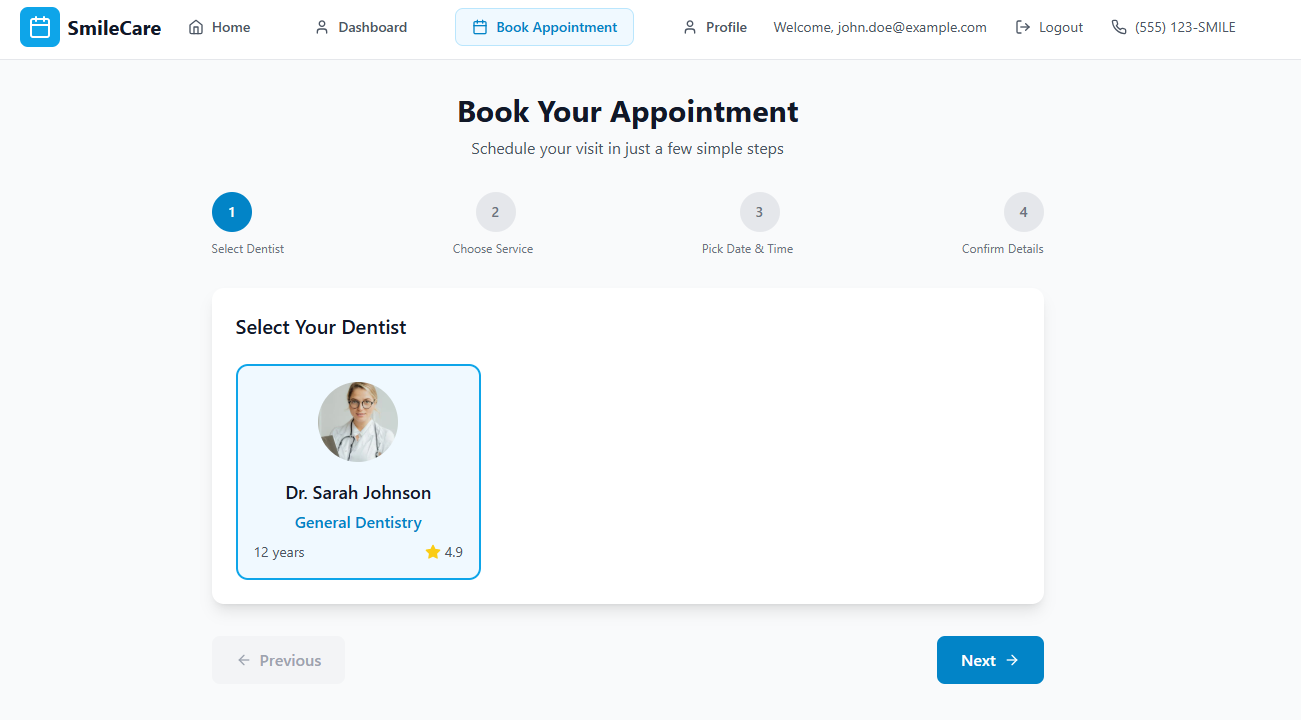 SmileCare
Home
Dashboard
Book Appointment
Profile
Welcome, john.doe@example.com
Logout
(555) 123-SMILE
Book Your Appointment
Schedule your visit in just a few simple steps
1
2
3
4
Select Dentist
Choose Service
Pick Date & Time
Confirm Details
Select Your Dentist
Dr. Sarah Johnson
General Dentistry
12 years
4.9
Previous
Next